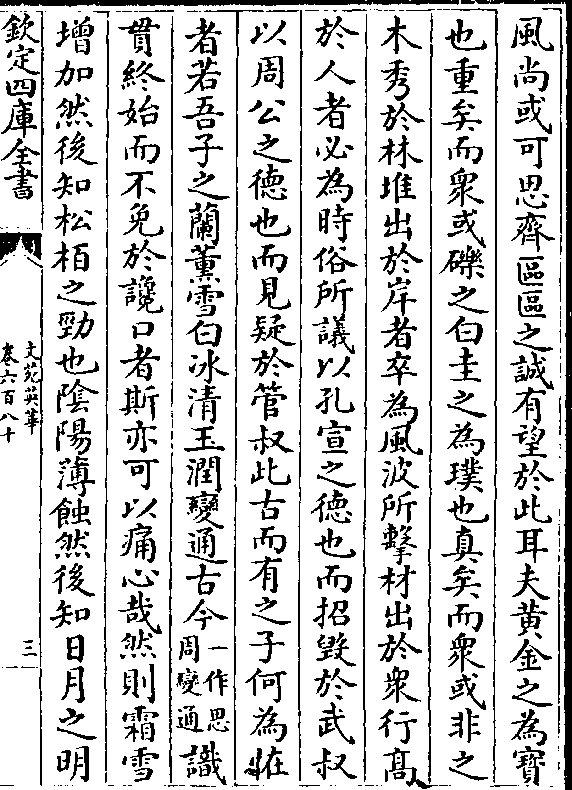 風尚或可思齊區區之誠有望於此耳夫黃金之為寶
也重矣而衆或礫之白圭之為璞也真矣而衆或非之
木秀於林堆出於岸者卒為風波所擊材出於衆行髙
於人者必為時俗所議以孔宣之德也而招毀於武叔
以周公之德也而見疑於管叔此古而有之子何為在
者若吾子之蘭薰雪白氷清玉潤變通古今一作思周變通識
貫終始而不免於讒口者斯亦可以痛心哉然則霜雪
增加然後知松栢之勁也隂陽薄蝕然後知日月之明
欽定四庫全書
文苑英華
卷六百八十
三